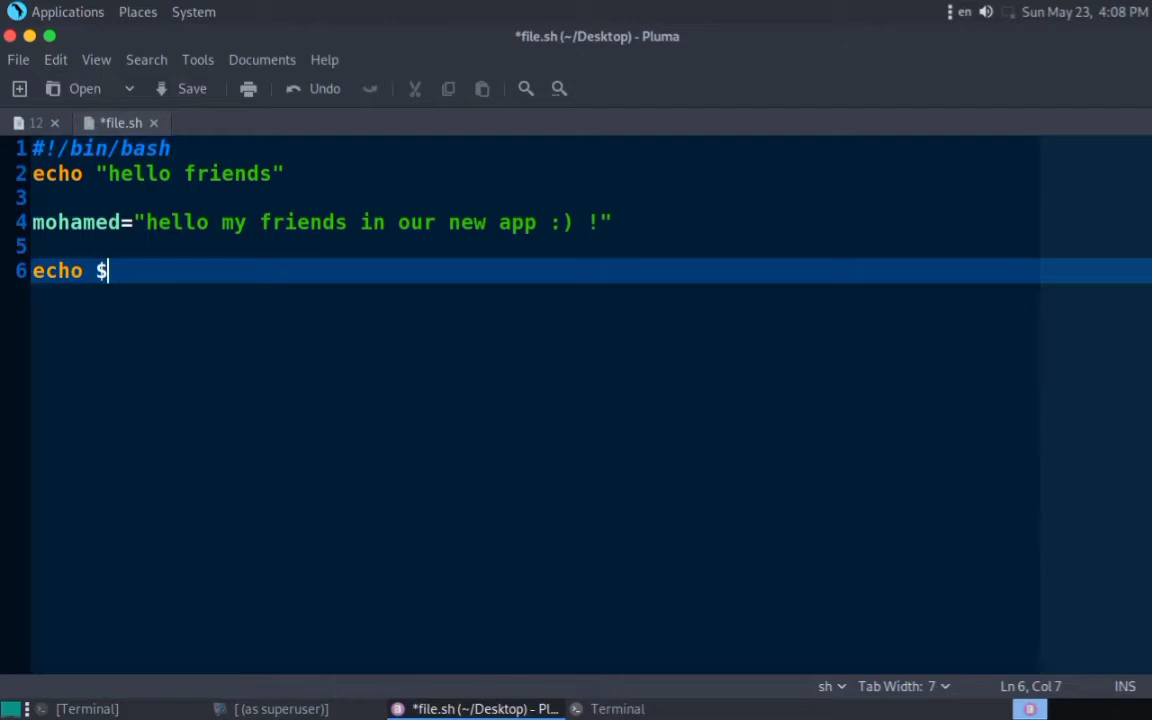 Applications Places System en Sun May 23, 4:08 PM
*file.sh (~/Desktop) - Pluma
File Edit View Search Tools Documents Help
Open Save Undo
12 *file.sh
1 #!/bin/bash
2 echo "hello friends"
3
4 mohamed="hello my friends in our new app :) !"
5
6 echo $
sh Tab Width: 7 Ln 6, Col 7 INS
[Terminal] [ (as superuser)] *file.sh (~/Desktop) - Pl... Terminal